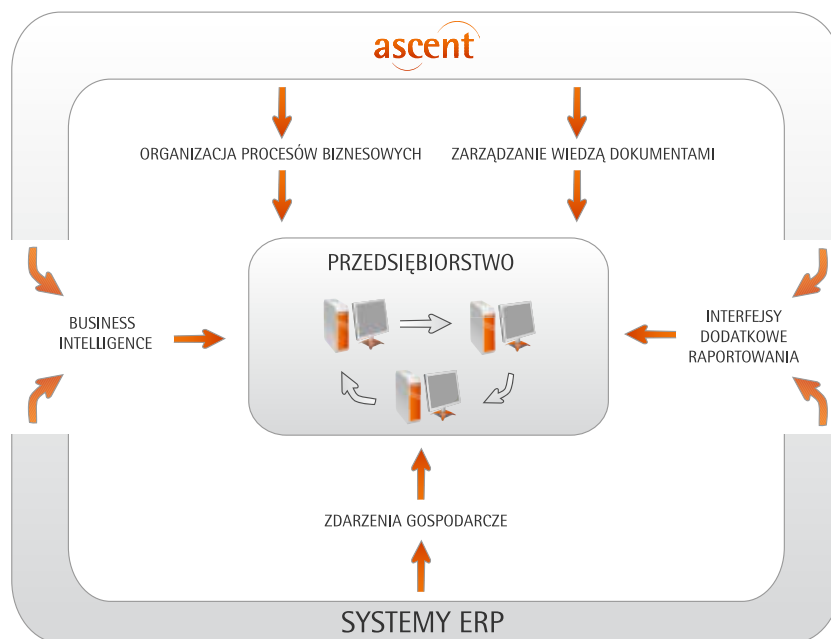 ascent
ORGANIZACJA PROCESÓW BIZNESOWYCH
ZARZĄDZANIE WIEDZĄ DOKUMENTAMI
PRZEDSIĘBIORSTWO
BUSINESS
INTELLIGENCE
INTERFEJSY
DODATKOWE
RAPORTOWANIA
ZDARZENIA GOSPODARCZE
SYSTEMY ERP